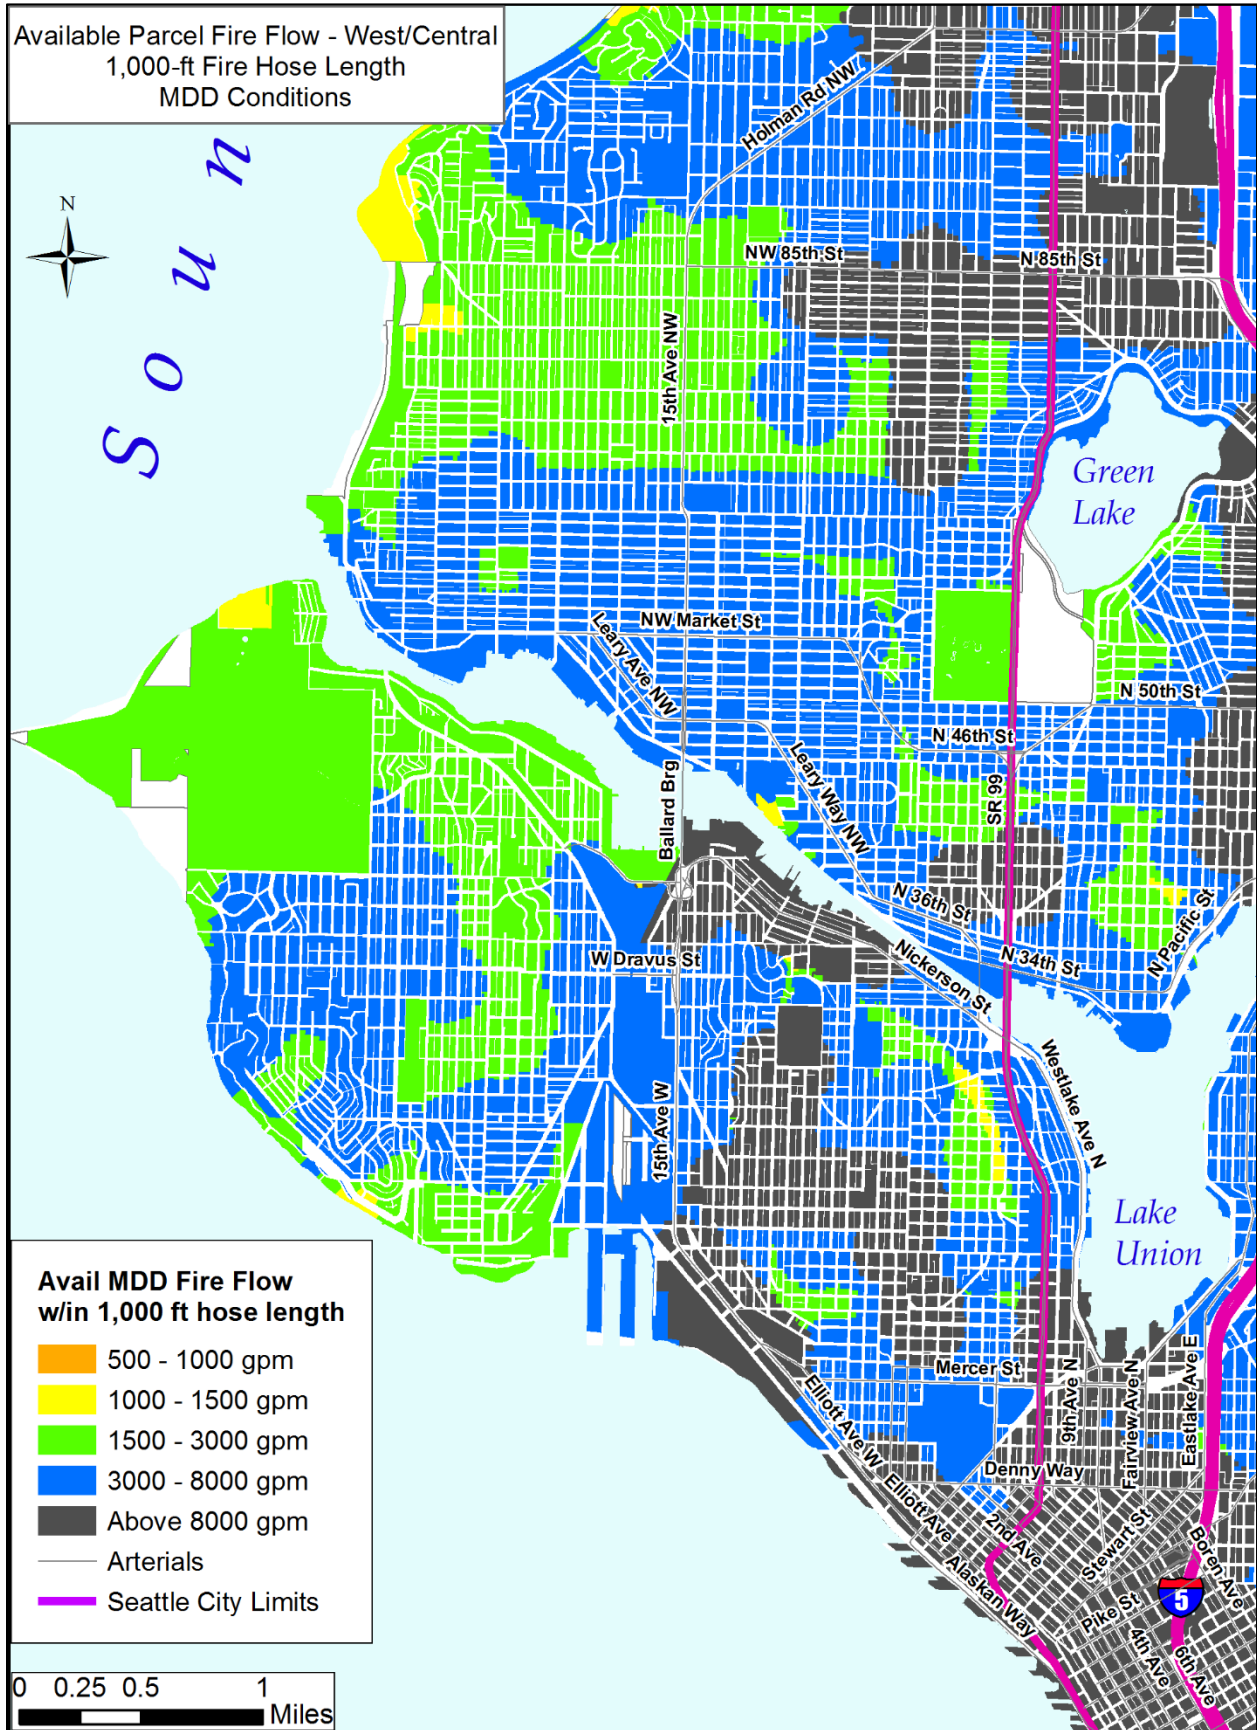 Available Parcel Fire Flow - West/Central
1,000-ft Fire Hose Length
MDD Conditions
N
Sound
Holman Rd NW
NW 85th St
N 85th St
15th Ave NW
Green
Lake
NW Market St
Leary Ave NW
N 50th St
N 46th St
Leary Way NW
SR 99
Ballard Brg
N 36th St
N Pacific St
W Dravus St
Nickerson St
N 34th St
Westlake Ave N
15th Ave W
Lake
Union
Avail MDD Fire Flow
w/in 1,000 ft hose length
500 - 1000 gpm
1000 - 1500 gpm
1500 - 3000 gpm
3000 - 8000 gpm
Above 8000 gpm
Arterials
Seattle City Limits
Mercer St
Elliott Ave W
9th Ave N
Fairview Ave N
Eastlake Ave E
Denny Way
Elliott Ave
2nd Ave
Stewart St
Boren Ave
Alaskan Way
Pike St
5
4th Ave
6th Ave
0 0.25 0.5 1
Miles